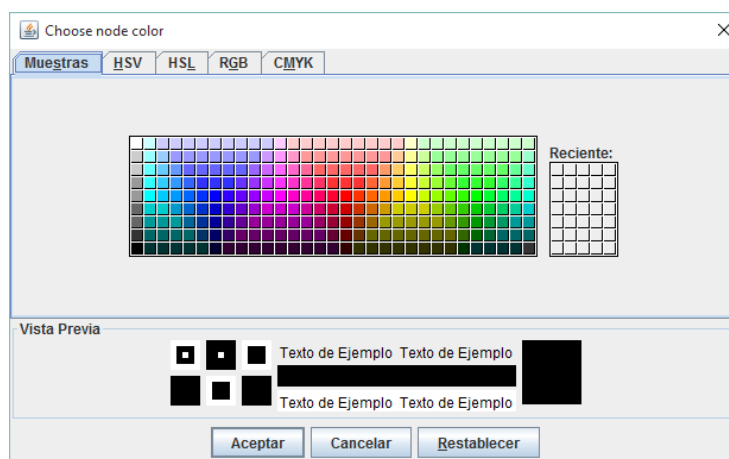 Choose node color
Muestras HSV HSL RGB CMYK
Reciente:
Vista Previa
Texto de Ejemplo Texto de Ejemplo
Texto de Ejemplo Texto de Ejemplo
Aceptar Cancelar Restablecer